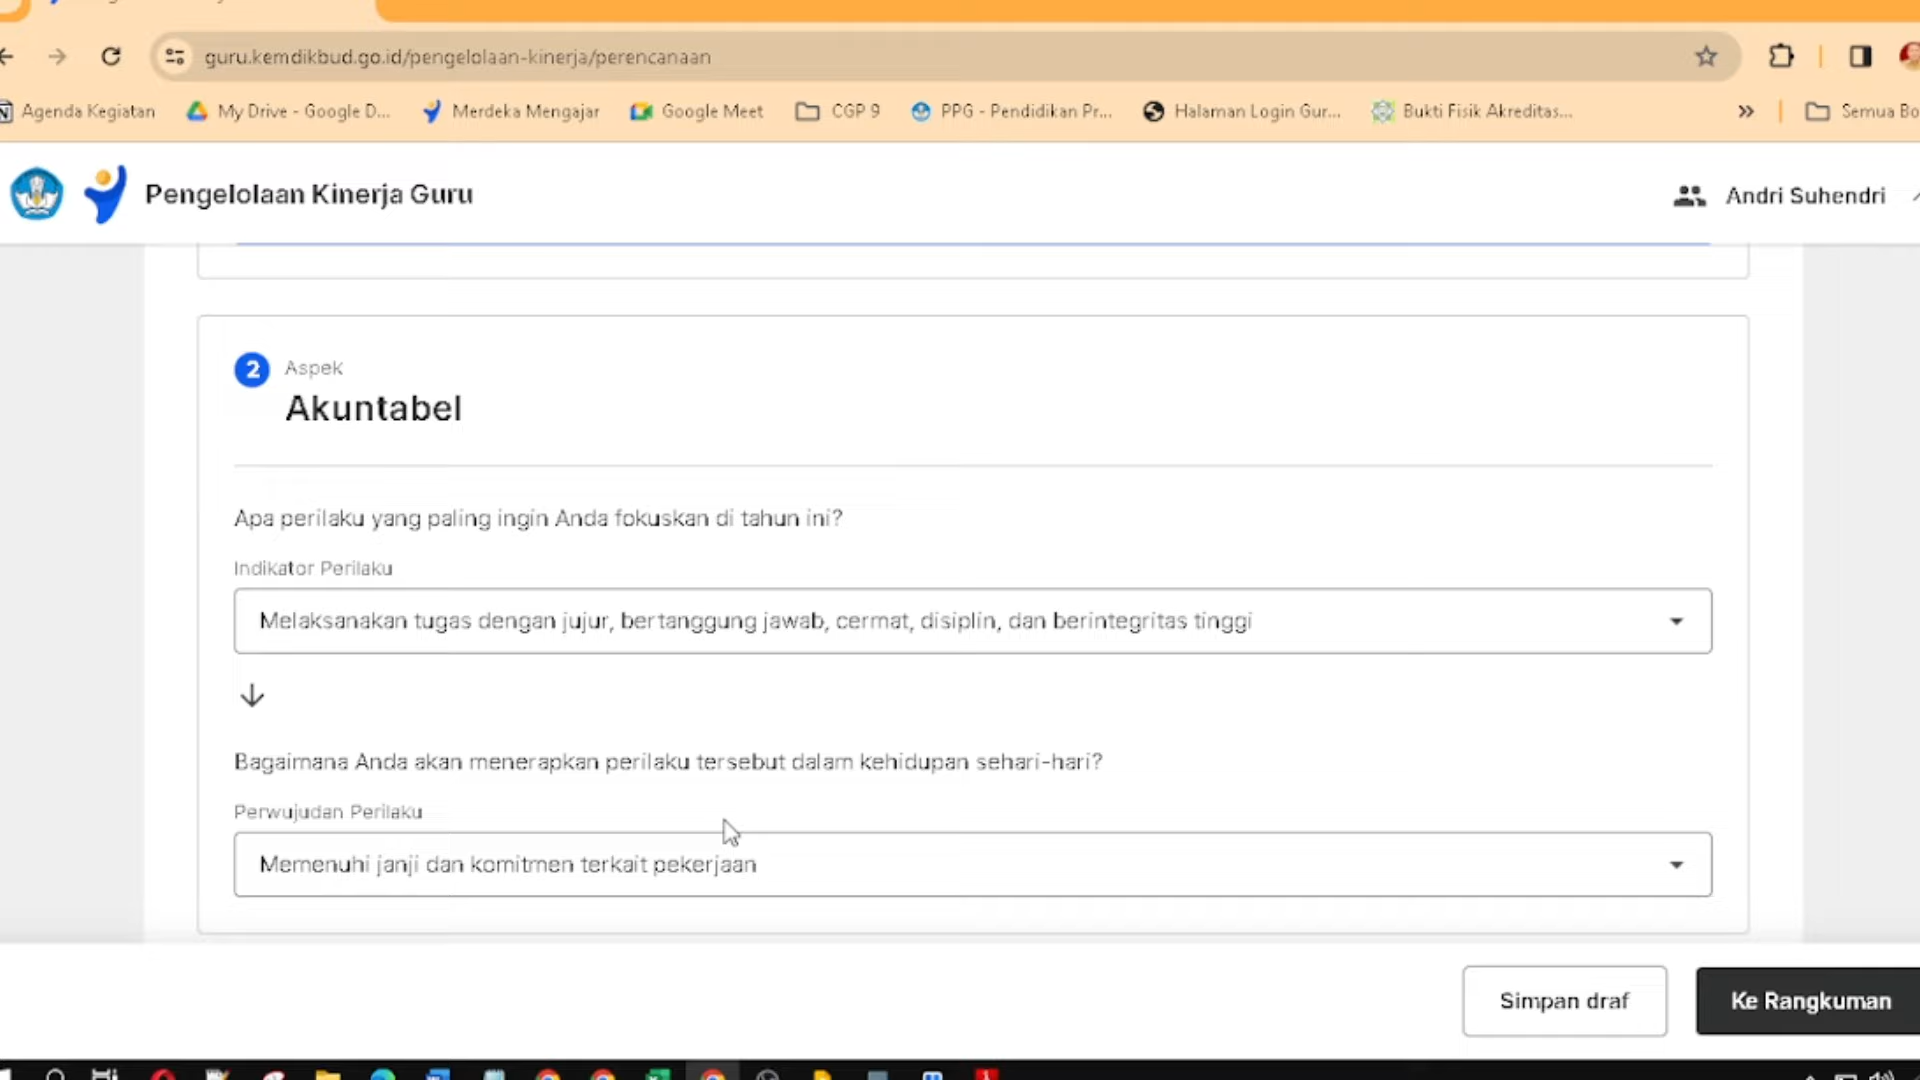 guru.kemdikbud.go.id/pengelolaan-kinerja/perencanaan
Agenda Kegiatan My Drive - Google D... Merdeka Mengajar Google Meet CGP 9 PPG - Pendidikan Pr... Halaman Login Gur... Bukti Fisik Akreditas... » Semua Bo
Pengelolaan Kinerja Guru Andri Suhendri
2 Aspek
Akuntabel
Apa perilaku yang paling ingin Anda fokuskan di tahun ini?
Indikator Perilaku
Melaksanakan tugas dengan jujur, bertanggung jawab, cermat, disiplin, dan berintegritas tinggi
Bagaimana Anda akan menerapkan perilaku tersebut dalam kehidupan sehari-hari?
Perwujudan Perilaku
Memenuhi janji dan komitmen terkait pekerjaan
Simpan draf Ke Rangkuman